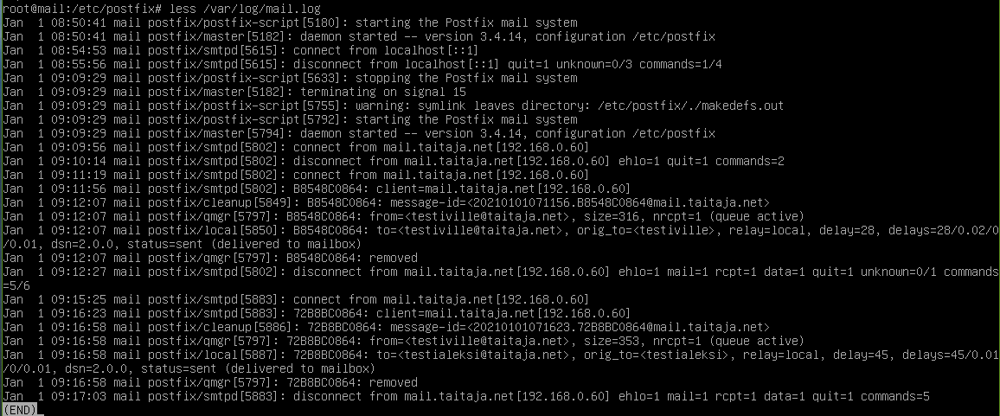 root@mail:/etc/postfix# less /var/log/mail.log
Jan  1 08:50:41 mail postfix/postfix-script[5180]: starting the Postfix mail system
Jan  1 08:50:41 mail postfix/master[5182]: daemon started -- version 3.4.14, configuration /etc/postfix
Jan  1 08:54:53 mail postfix/smtpd[5615]: connect from localhost[::1]
Jan  1 08:55:56 mail postfix/smtpd[5615]: disconnect from localhost[::1] quit=1 unknown=0/3 commands=1/4
Jan  1 09:09:29 mail postfix/postfix-script[5633]: stopping the Postfix mail system
Jan  1 09:09:29 mail postfix/master[5182]: terminating on signal 15
Jan  1 09:09:29 mail postfix/postfix-script[5755]: warning: symlink leaves directory: /etc/postfix/./makedefs.out
Jan  1 09:09:29 mail postfix/postfix-script[5792]: starting the Postfix mail system
Jan  1 09:09:29 mail postfix/master[5794]: daemon started -- version 3.4.14, configuration /etc/postfix
Jan  1 09:09:56 mail postfix/smtpd[5802]: connect from mail.taitaja.net[192.168.0.60]
Jan  1 09:10:14 mail postfix/smtpd[5802]: disconnect from mail.taitaja.net[192.168.0.60] ehlo=1 quit=1 commands=2
Jan  1 09:11:19 mail postfix/smtpd[5802]: connect from mail.taitaja.net[192.168.0.60]
Jan  1 09:11:56 mail postfix/smtpd[5802]: B8548C0864: client=mail.taitaja.net[192.168.0.60]
Jan  1 09:12:07 mail postfix/cleanup[5849]: B8548C0864: message-id=<20210101071156.B8548C0864@mail.taitaja.net>
Jan  1 09:12:07 mail postfix/qmgr[5797]: B8548C0864: from=<testiville@taitaja.net>, size=316, nrcpt=1 (queue active)
Jan  1 09:12:07 mail postfix/local[5850]: B8548C0864: to=<testiville@taitaja.net>, orig_to=<testiville>, relay=local, delay=28, delays=28/0.02/0
/0.01, dsn=2.0.0, status=sent (delivered to mailbox)
Jan  1 09:12:07 mail postfix/qmgr[5797]: B8548C0864: removed
Jan  1 09:12:27 mail postfix/smtpd[5802]: disconnect from mail.taitaja.net[192.168.0.60] ehlo=1 mail=1 rcpt=1 data=1 quit=1 unknown=0/1 commands
=5/6
Jan  1 09:15:25 mail postfix/smtpd[5883]: connect from mail.taitaja.net[192.168.0.60]
Jan  1 09:16:23 mail postfix/smtpd[5883]: 72B8BC0864: client=mail.taitaja.net[192.168.0.60]
Jan  1 09:16:58 mail postfix/cleanup[5886]: 72B8BC0864: message-id=<20210101071623.72B8BC0864@mail.taitaja.net>
Jan  1 09:16:58 mail postfix/qmgr[5797]: 72B8BC0864: from=<testiville@taitaja.net>, size=353, nrcpt=1 (queue active)
Jan  1 09:16:58 mail postfix/local[5887]: 72B8BC0864: to=<testialeksi@taitaja.net>, orig_to=<testialeksi>, relay=local, delay=45, delays=45/0.01
/0/0.01, dsn=2.0.0, status=sent (delivered to mailbox)
Jan  1 09:16:58 mail postfix/qmgr[5797]: 72B8BC0864: removed
Jan  1 09:17:03 mail postfix/smtpd[5883]: disconnect from mail.taitaja.net[192.168.0.60] ehlo=1 mail=1 rcpt=1 data=1 quit=1 commands=5
(END)